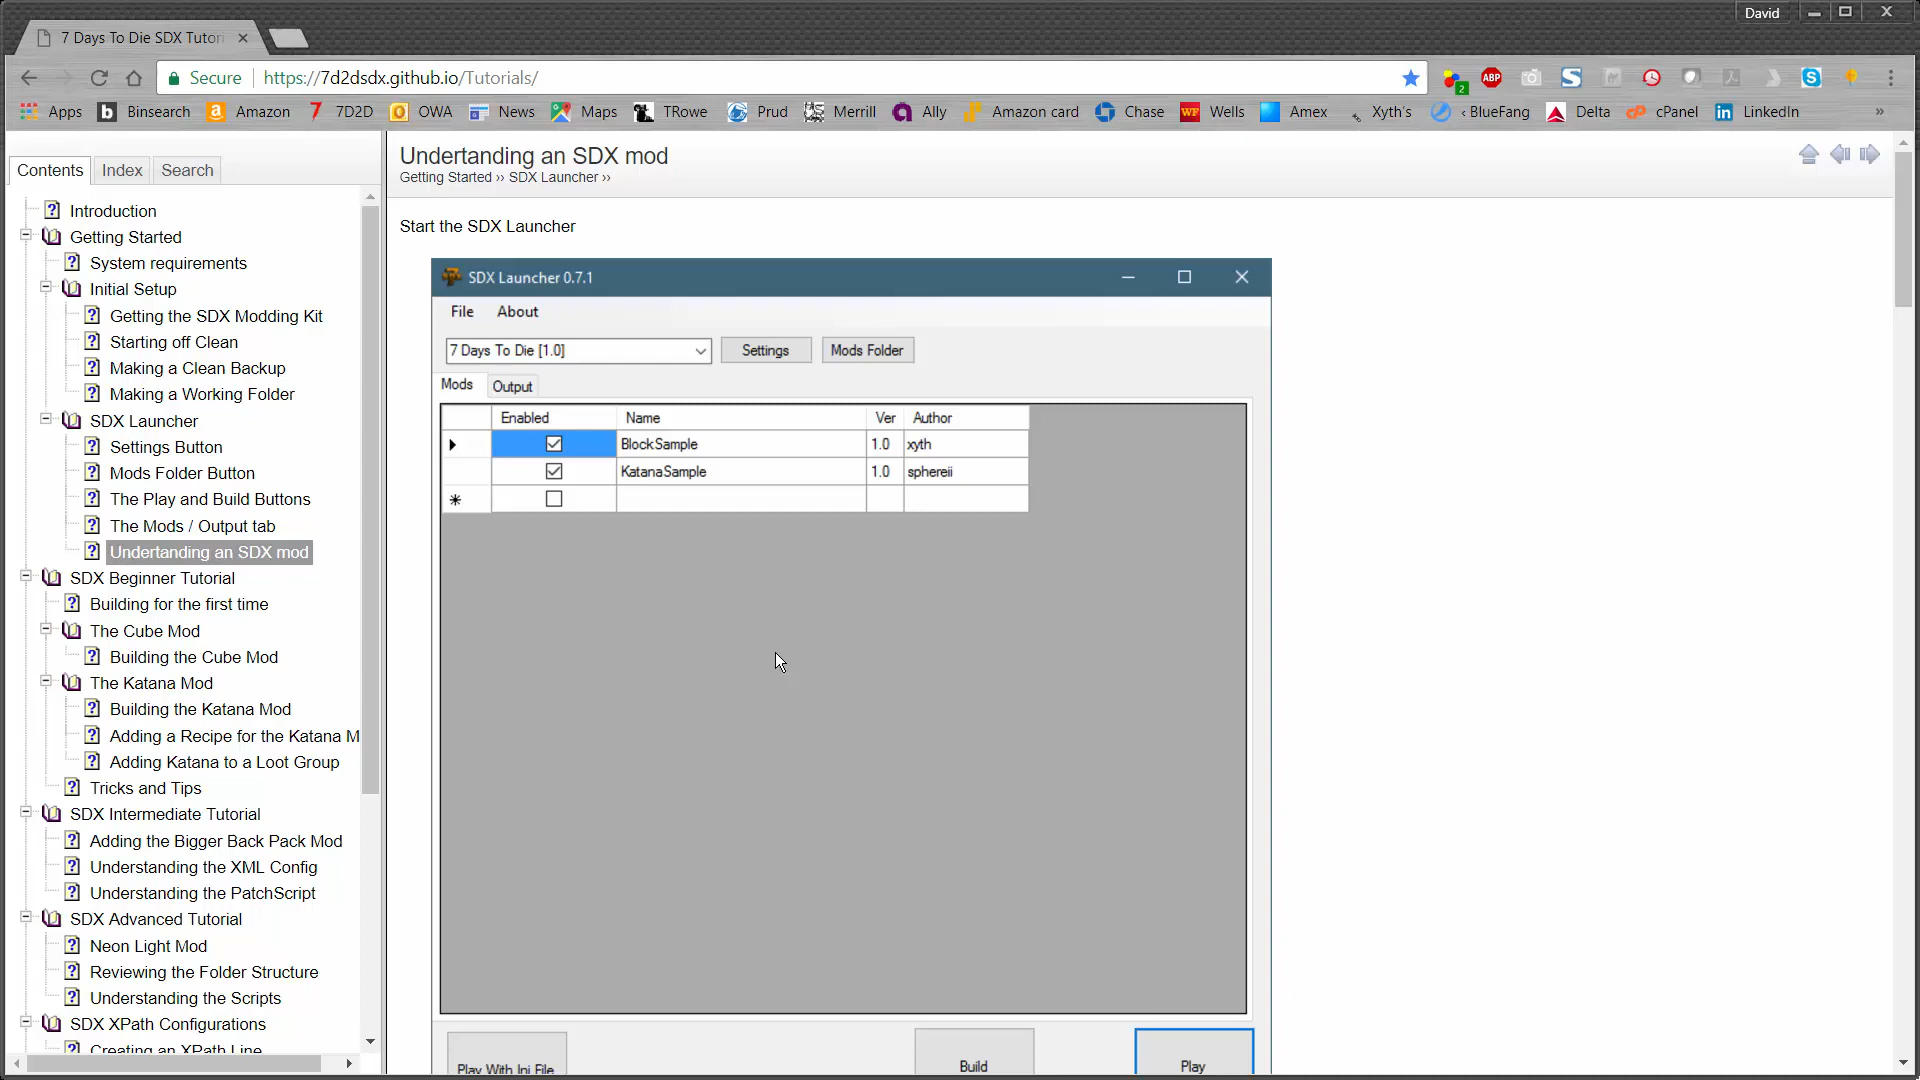 David
7 Days To Die SDX Tutori
Secure
https://7d2dsdx.github.io/Tutorials/
2
ABP
Apps
b
Binsearch
a
Amazon
7
7D2D
OWA
News
Maps
TRowe
Prud
Merrill
Ally
Amazon card
Chase
WF
Wells
Amex
Xyth's
‹ BlueFang
Delta
cPanel
in
LinkedIn
»
Contents
Index
Search
Introduction
Getting Started
System requirements
Initial Setup
Getting the SDX Modding Kit
Starting off Clean
Making a Clean Backup
Making a Working Folder
SDX Launcher
Settings Button
Mods Folder Button
The Play and Build Buttons
The Mods / Output tab
Undertanding an SDX mod
SDX Beginner Tutorial
Building for the first time
The Cube Mod
Building the Cube Mod
The Katana Mod
Building the Katana Mod
Adding a Recipe for the Katana M
Adding Katana to a Loot Group
Tricks and Tips
SDX Intermediate Tutorial
Adding the Bigger Back Pack Mod
Understanding the XML Config
Understanding the PatchScript
SDX Advanced Tutorial
Neon Light Mod
Reviewing the Folder Structure
Understanding the Scripts
SDX XPath Configurations
Creating an XPath Line
Undertanding an SDX mod
Getting Started ›› SDX Launcher ››
Start the SDX Launcher
SDX Launcher 0.7.1
File About
7 Days To Die [1.0]
Settings
Mods Folder
Mods
Output
Enabled Name Ver Author
BlockSample 1.0 xyth
KatanaSample 1.0 sphereii
Play With Ini File
Build
Play